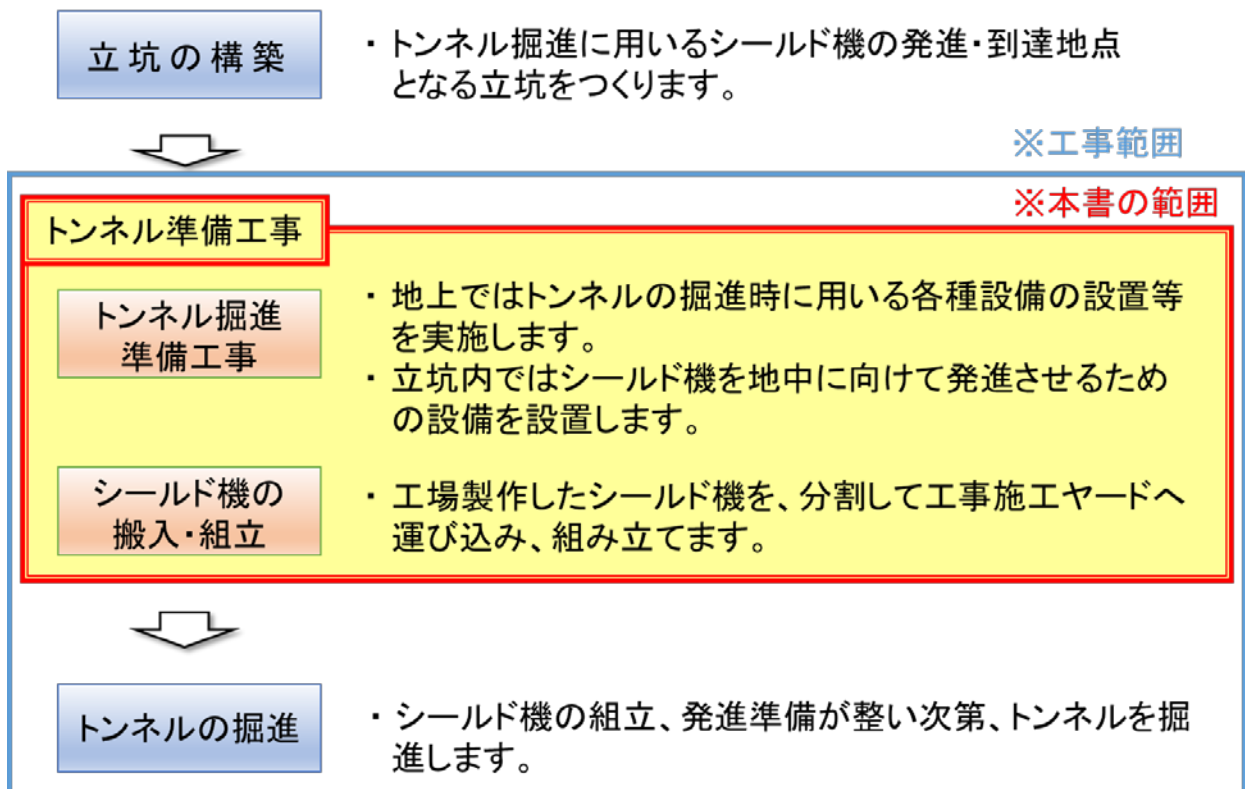 立坑の構築
・トンネル掘進に用いるシールド機の発進・到達地点
となる立坑をつくります。
※工事範囲
※本書の範囲
トンネル準備工事
トンネル掘進
準備工事
・地上ではトンネルの掘進時に用いる各種設備の設置等
を実施します。
・立坑内ではシールド機を地中に向けて発進させるため
の設備を設置します。
シールド機の
搬入・組立
・工場製作したシールド機を、分割して工事施工ヤードへ
運び込み、組み立てます。
トンネルの掘進
・シールド機の組立、発進準備が整い次第、トンネルを掘
進します。